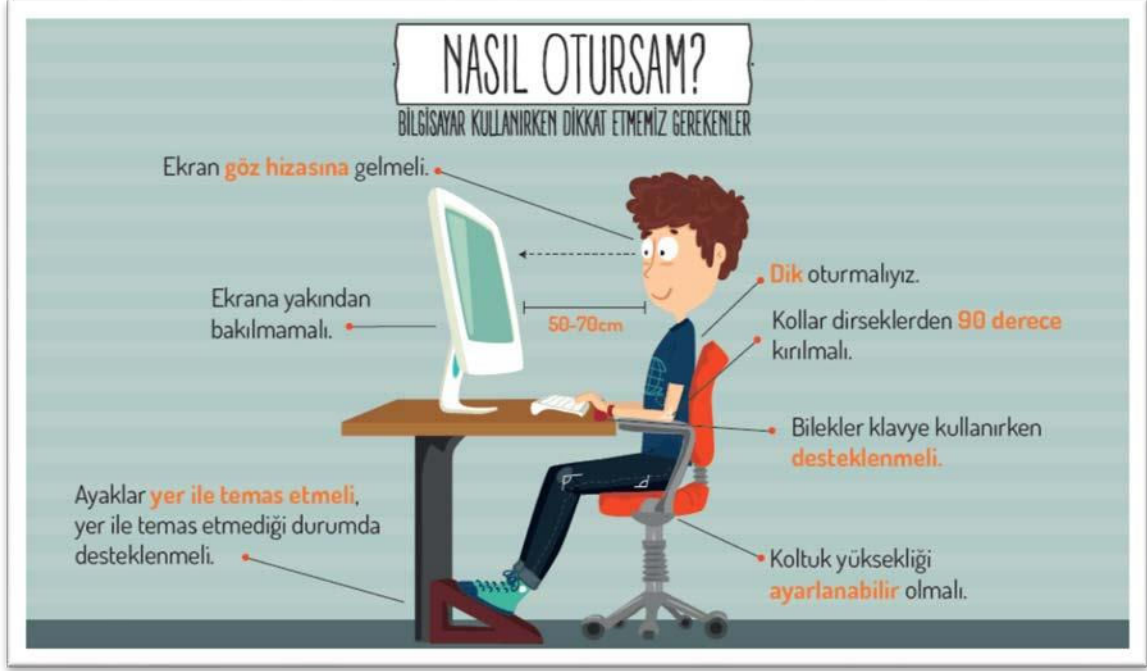 NASIL OTURSAM?
BİLGİSAYAR KULLANIRKEN DİKKAT ETMEMİZ GEREKENLER
Ekran göz hizasına gelmeli.
Ekrana yakından
bakılmamalı.
50-70cm
Dik oturmalıyız.
Kollar dirseklerden 90 derece
kırılmalı.
Bilekler klavye kullanırken
desteklenmeli.
Ayaklar yer ile temas etmeli,
yer ile temas etmediği durumda
desteklenmeli.
Koltuk yüksekliği
ayarlanabilir olmalı.